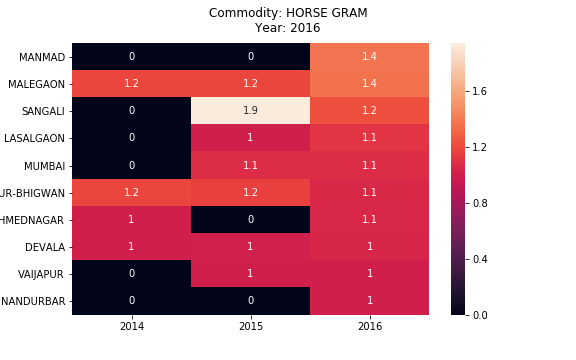 Commodity: HORSE GRAM
Year: 2016
MANMAD 0 0 1.4
MALEGAON 1.2 1.2 1.4
SANGALI 0 1.9 1.2
LASALGAON 0 1 1.1
MUMBAI 0 1.1 1.1
UR-BHIGWAN 1.2 1.2 1.1
HMEDNAGAR 1 0 1.1
DEVALA 1 1 1
VAIJAPUR 0 1 1
NANDURBAR 0 0 1
2014 2015 2016
1.6
1.2
0.8
0.4
0.0